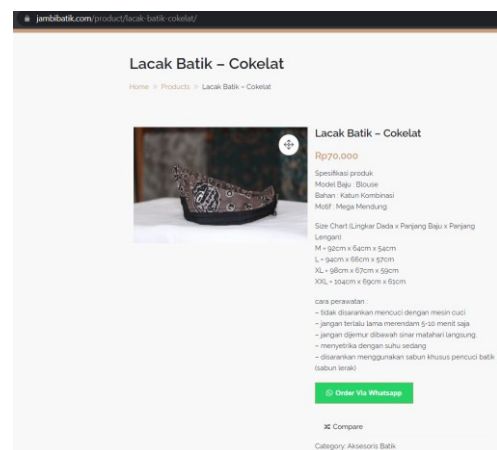 jambibatik.com/product/lacak-batik-cokelat/
Lacak Batik – Cokelat
Home » Products » Lacak Batik – Cokelat
Lacak Batik – Cokelat
Rp70,000
Spesifikasi produk
Model Baju : Blouse
Bahan : Katun Kombinasi
Motif : Mega Mendung
Size Chart (Lingkar Dada x Panjang Baju x Panjang
Lengan)
M = 92cm x 64cm x 54cm
L = 94cm x 66cm x 57cm
XL = 98cm x 67cm x 59cm
XXL = 104cm x 69cm x 61cm
cara perawatan :
– tidak disarankan mencuci dengan mesin cuci
– jangan terlalu lama merendam 5-10 menit saja
– jangan dijemur dibawah sinar matahari langsung.
– menyetrika dengan suhu sedang
– disarankan menggunakan sabun khusus pencuci batik
(sabun lerak)
Order Via Whatsapp
Compare
Category: Aksesoris Batik